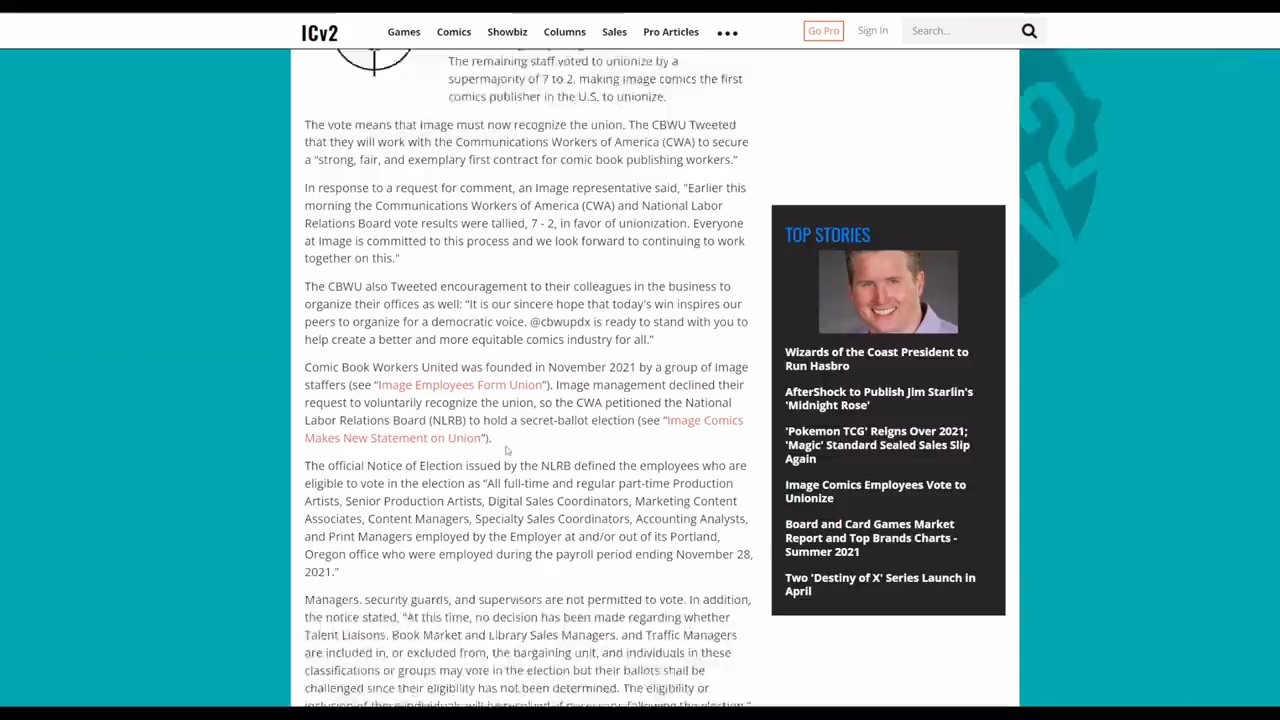 ICv2
Games
Comics
Showbiz
Columns
Sales
Pro Articles
Go Pro
Sign In
Search...
The remaining staff voted to unionize by a
supermajority of 7 to 2, making image comics the first
comics publisher in the U.S. to unionize.
The vote means that Image must now recognize the union. The CBWU Tweeted
that they will work with the Communications Workers of America (CWA) to secure
a “strong, fair, and exemplary first contract for comic book publishing workers.”
In response to a request for comment, an Image representative said, "Earlier this
morning the Communications Workers of America (CWA) and National Labor
Relations Board vote results were tallied, 7 - 2, in favor of unionization. Everyone
at Image is committed to this process and we look forward to continuing to work
together on this."
The CBWU also Tweeted encouragement to their colleagues in the business to
organize their offices as well: “It is our sincere hope that today's win inspires our
peers to organize for a democratic voice. @cbwupdx is ready to stand with you to
help create a better and more equitable comics industry for all.”
Comic Book Workers United was founded in November 2021 by a group of Image
staffers (see “Image Employees Form Union”). Image management declined their
request to voluntarily recognize the union, so the CWA petitioned the National
Labor Relations Board (NLRB) to hold a secret-ballot election (see “Image Comics
Makes New Statement on Union”).
The official Notice of Election issued by the NLRB defined the employees who are
eligible to vote in the election as “All full-time and regular part-time Production
Artists, Senior Production Artists, Digital Sales Coordinators, Marketing Content
Associates, Content Managers, Specialty Sales Coordinators, Accounting Analysts,
and Print Managers employed by the Employer at and/or out of its Portland,
Oregon office who were employed during the payroll period ending November 28,
2021.”
Managers, security guards, and supervisors are not permitted to vote. In addition,
the notice stated, “At this time, no decision has been made regarding whether
Talent Liaisons, Book Market and Library Sales Managers, and Traffic Managers
are included in, or excluded from, the bargaining unit, and individuals in these
classifications or groups may vote in the election but their ballots shall be
challenged since their eligibility has not been determined. The eligibility or
inclusion of these individuals will be resolved, if necessary, following the election.”
TOP STORIES
Wizards of the Coast President to
Run Hasbro
AfterShock to Publish Jim Starlin's
'Midnight Rose'
'Pokemon TCG' Reigns Over 2021;
'Magic' Standard Sealed Sales Slip
Again
Image Comics Employees Vote to
Unionize
Board and Card Games Market
Report and Top Brands Charts -
Summer 2021
Two 'Destiny of X' Series Launch in
April